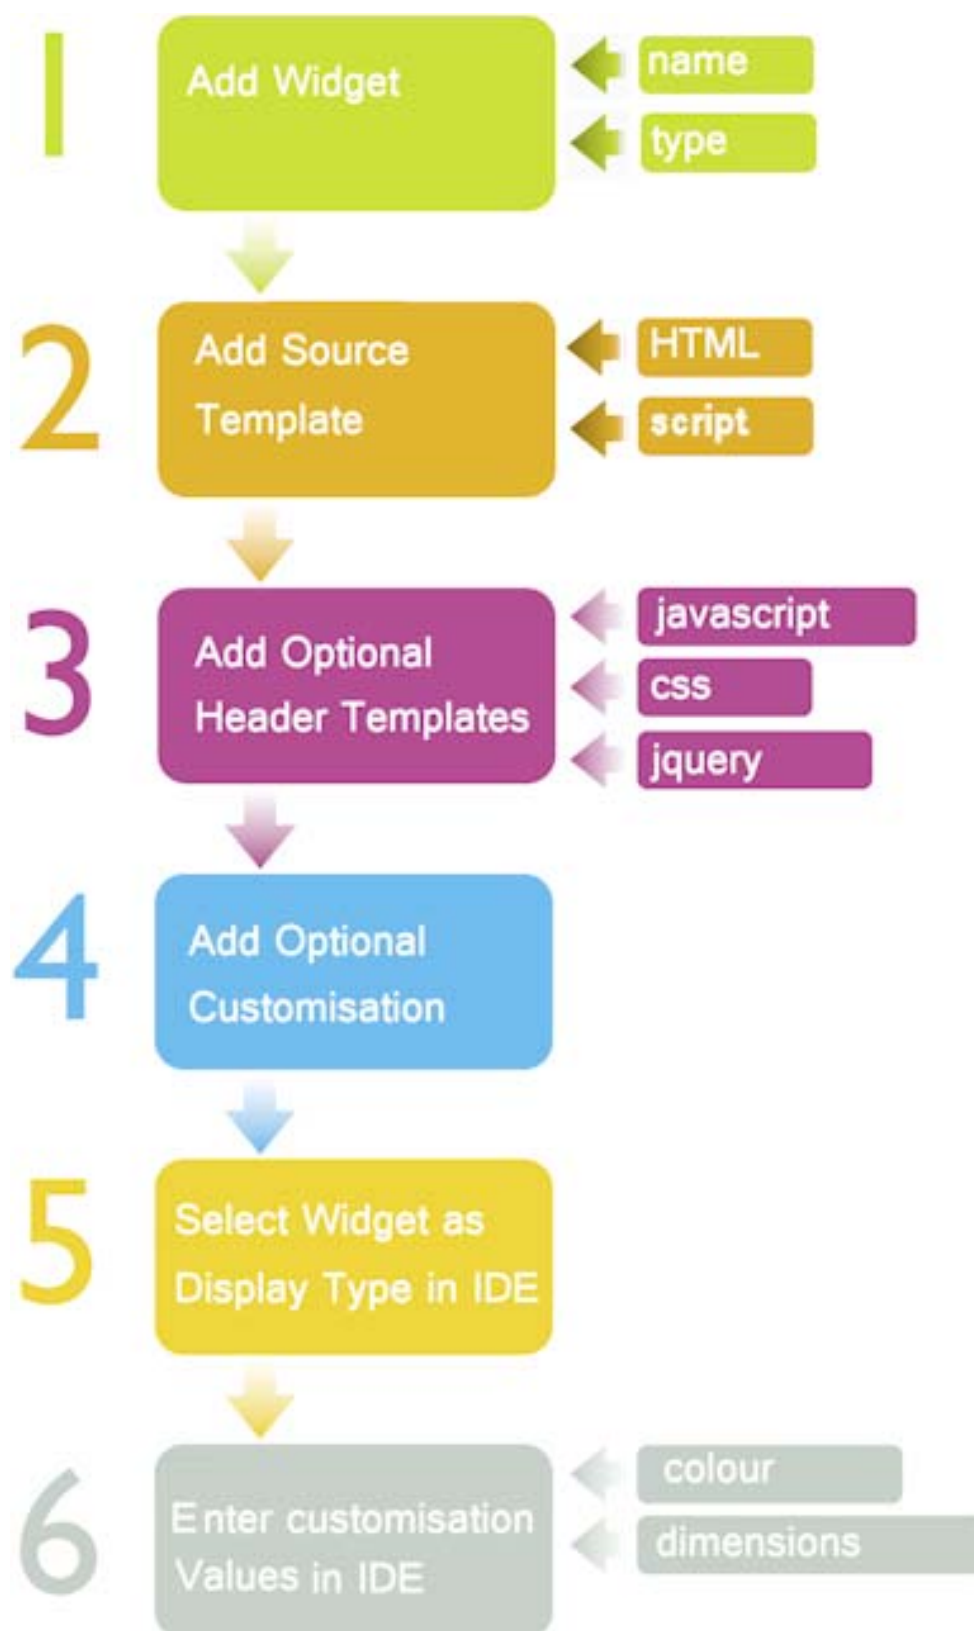 1
Add Widget
name
type
2
Add Source
Template
HTML
script
3
Add Optional
Header Templates
javascript
css
jquery
4
Add Optional
Customisation
5
Select Widget as
Display Type in IDE
6
Enter customisation
Values in IDE
colour
dimensions